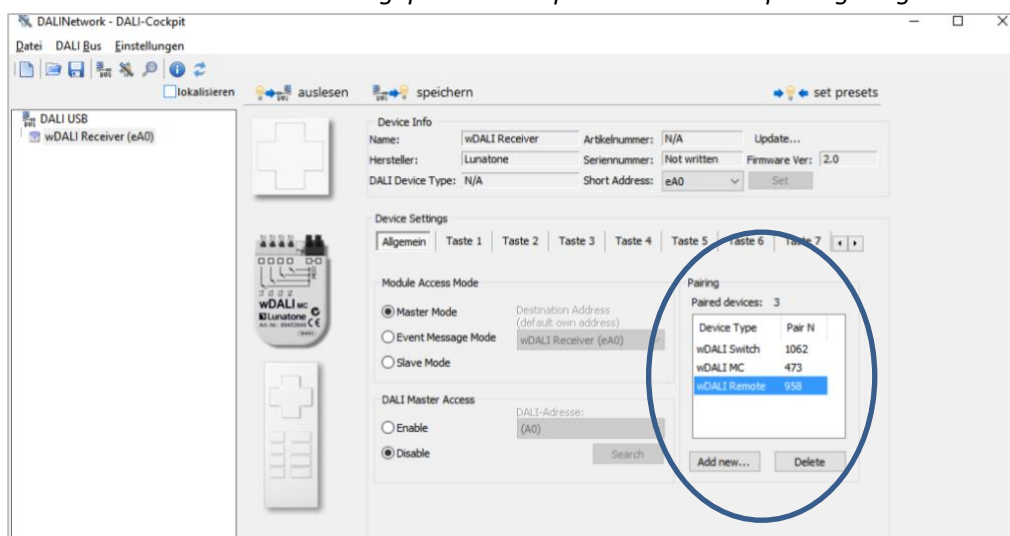 DALINetwork - DALI-Cockpit
Datei DALI Bus Einstellungen
lokalisieren auslesen speichern set presets
DALI USB
wDALI Receiver (eA0)
Device Info
Name: wDALI Receiver Artikelnummer: N/A Update...
Hersteller: Lunatone Seriennummer: Not written Firmware Ver: 2.0
DALI Device Type: N/A Short Address: eA0 Set
Device Settings
Allgemein Taste 1 Taste 2 Taste 3 Taste 4 Taste 5 Taste 6 Taste 7
Module Access Mode
Master Mode
Event Message Mode
Slave Mode
Destination Address
(default own address)
wDALI Receiver (eA0)
DALI Master Access
Enable
Disable
DALI-Adresse:
(A0)
Search
Pairing
Paired devices: 3
Device Type Pair N
wDALI Switch 1062
wDALI MC 473
wDALI Remote 958
Add new... Delete
wDALI MC
Lunatone